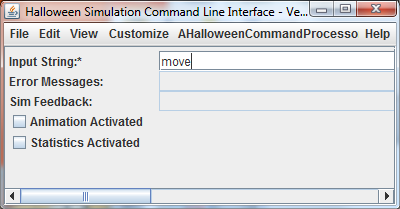 Halloween Simulation Command Line Interface - Ve...
File Edit View Customize AHalloweenCommandProcesso Help
Input String:* move
Error Messages:
Sim Feedback:
Animation Activated
Statistics Activated